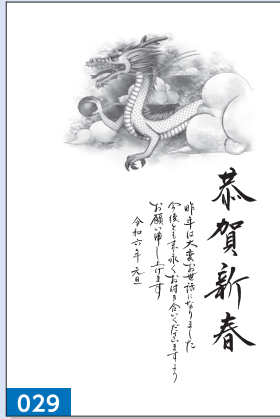 恭賀新春
昨年は大変お世話になりました
今後とも末永くお付き合いくださいますよう
お願い申し上げます
令和六年 元旦
029